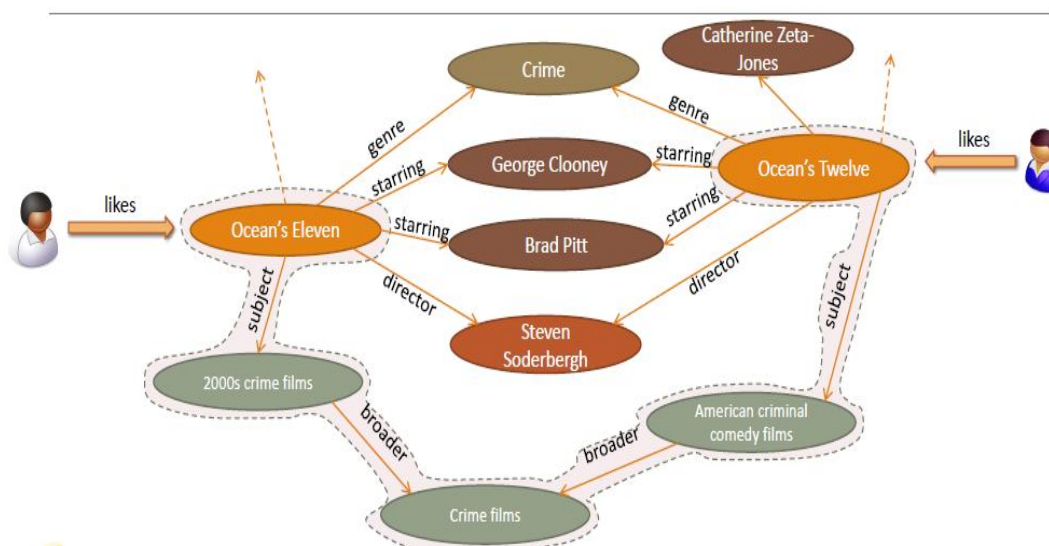 Catherine Zeta-
Jones
Crime
genre
genre
likes
starring
George Clooney
starring
Ocean's Twelve
likes
Ocean's Eleven
starring
Brad Pitt
starring
subject
director
director
subject
Steven
Soderbergh
2000s crime films
American criminal
comedy films
broader
broader
Crime films